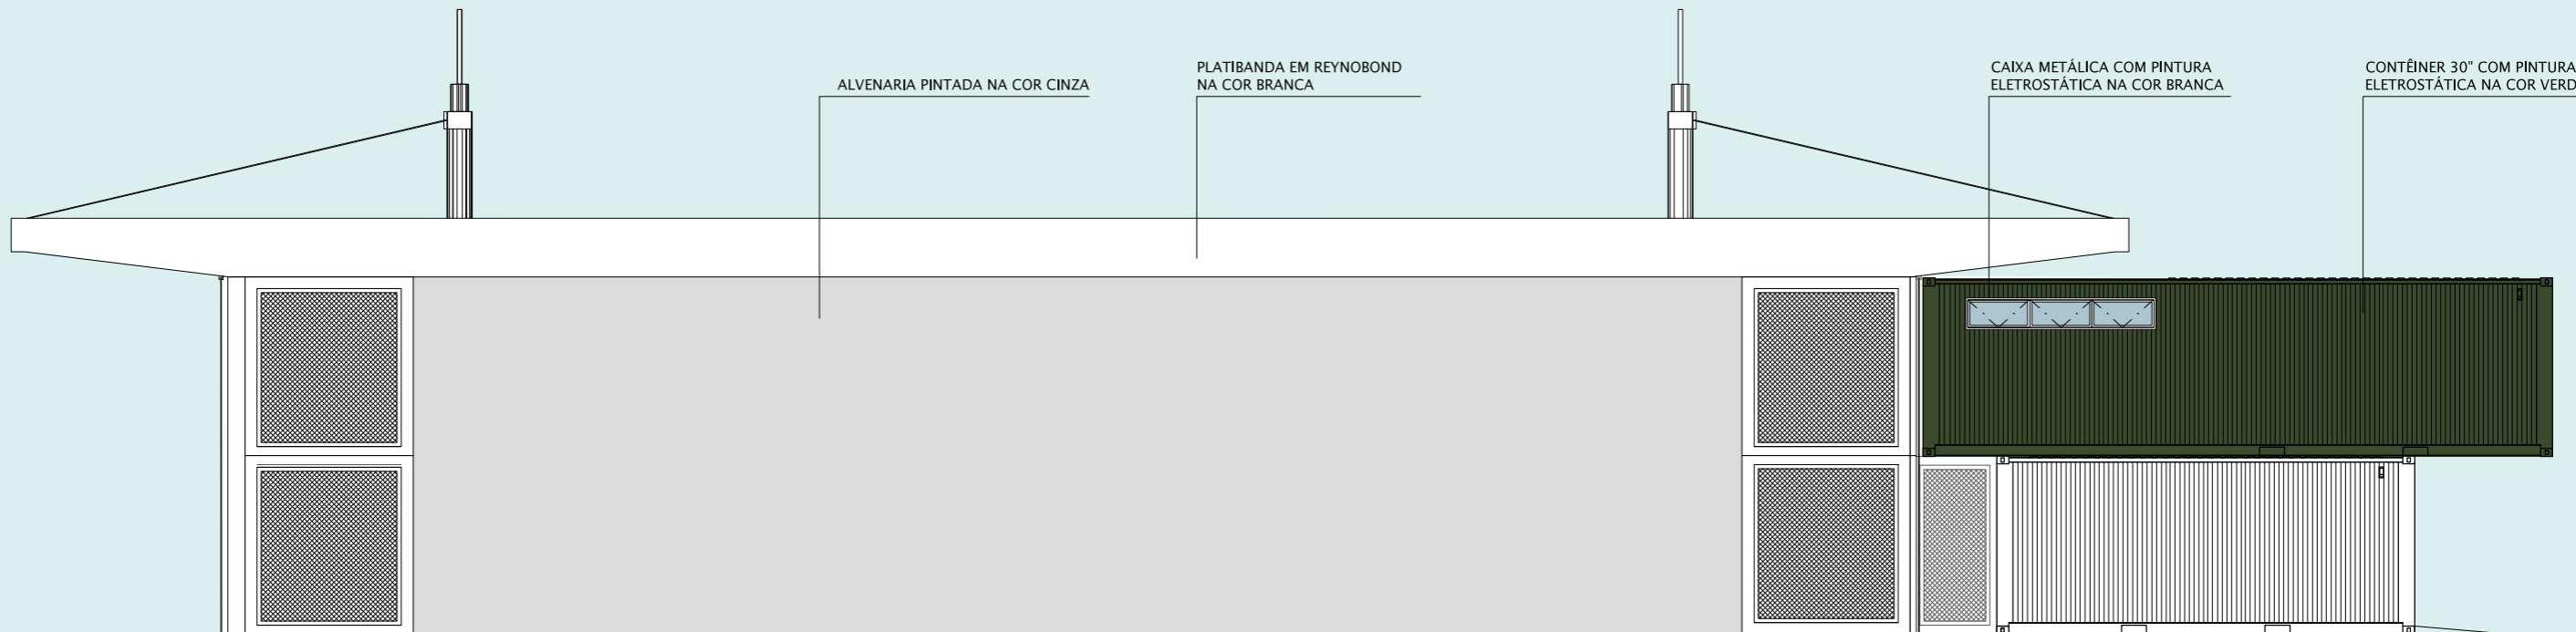 ALVENARIA PINTADA NA COR CINZA
PLATIBANDA EM REYNOBOND
NA COR BRANCA
CAIXA METÁLICA COM PINTURA
ELETROSTÁTICA NA COR BRANCA
CONTÊINER 30" COM PINTURA
ELETROSTÁTICA NA COR VERD